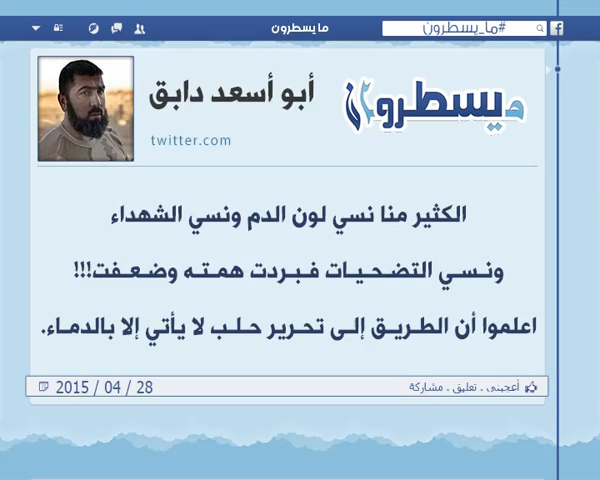 ما يسطرون
#ما_يسطرون
ما يسطرون
أبو أسعد دابق
twitter.com
الكثير منا نسي لون الدم ونسي الشهداء
ونسي التضحيات فبردت همته وضعفت!!!
اعلموا أن الطريق إلى تحرير حلب لا يأتي إلا بالدماء.
أعجبني . تعليق . مشاركة
2015 / 04 / 28